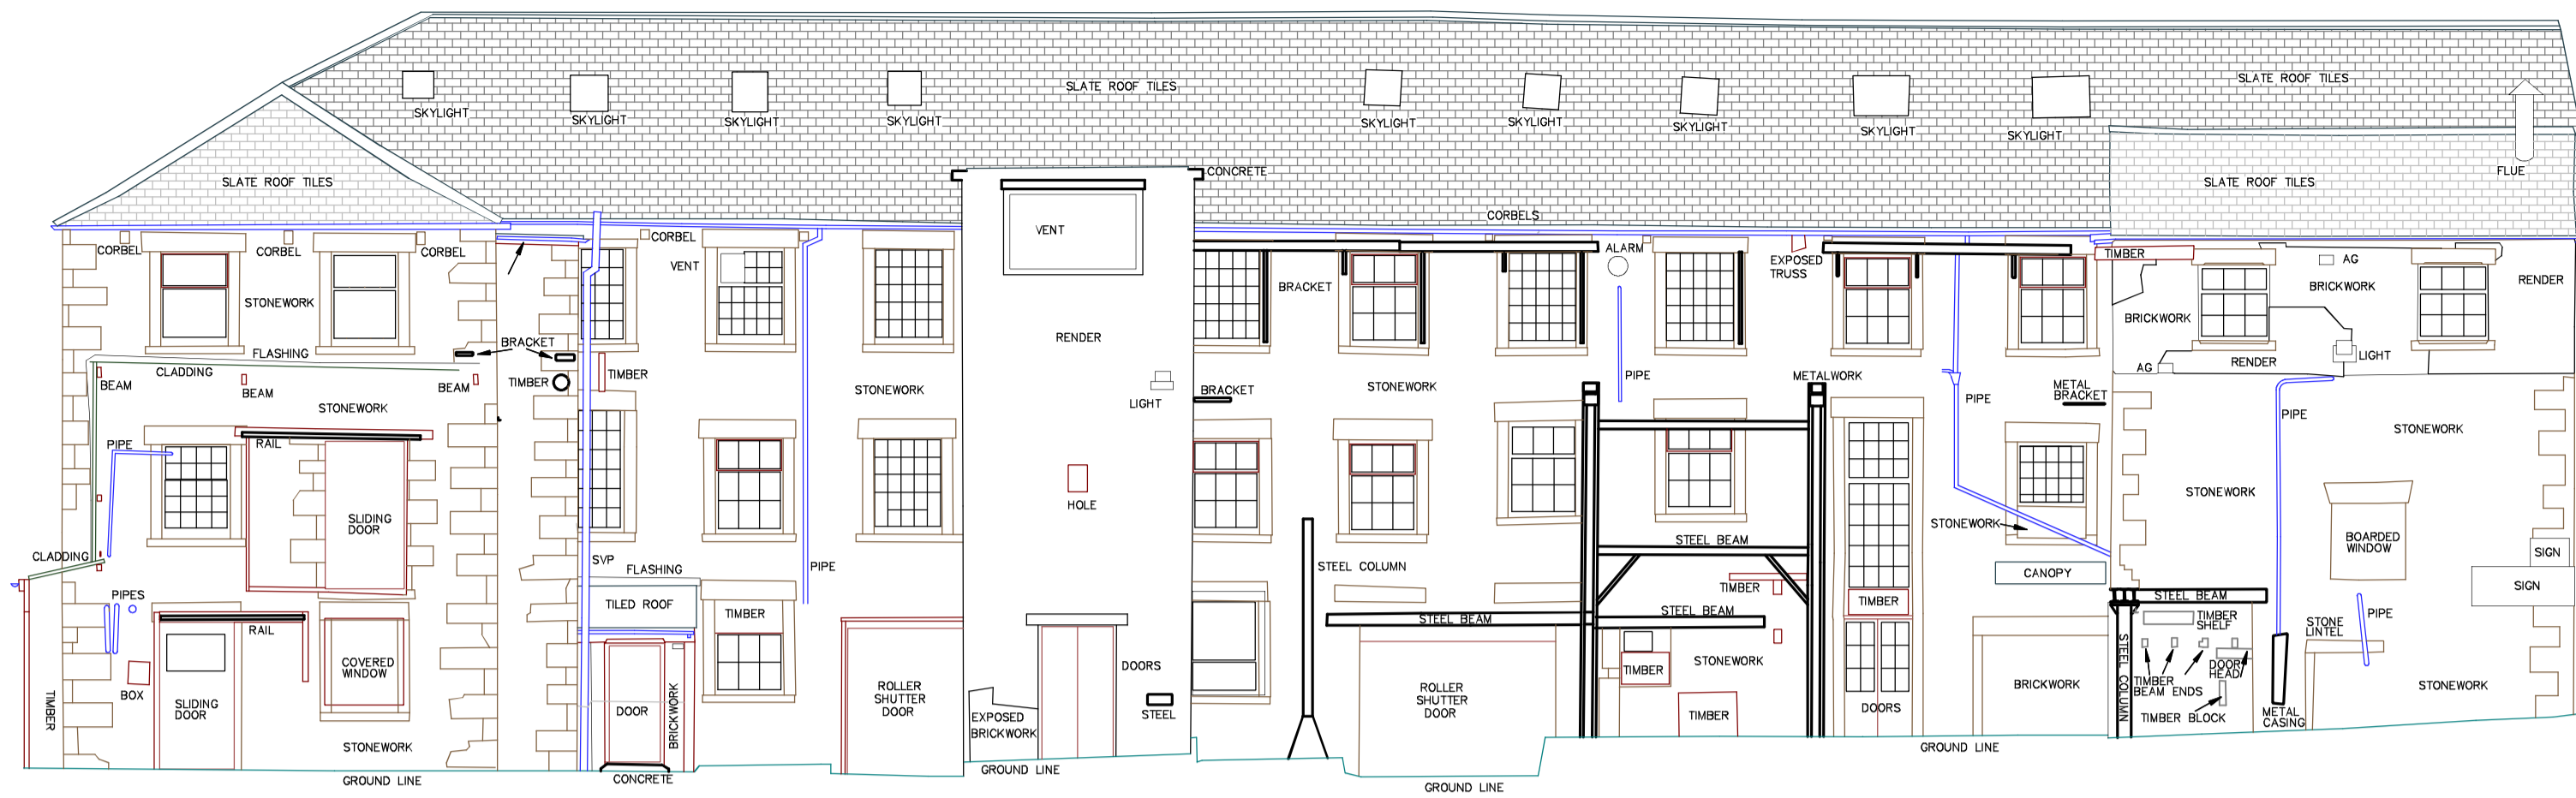 SLATE ROOF TILES
SLATE ROOF TILES
SKYLIGHT
SKYLIGHT
SKYLIGHT
SKYLIGHT
SKYLIGHT
SKYLIGHT
SKYLIGHT
SKYLIGHT
SKYLIGHT
FLUE
CONCRETE
SLATE ROOF TILES
SLATE ROOF TILES
CORBELS
VENT
CORBEL
CORBEL
CORBEL
CORBEL
VENT
ALARM
EXPOSED
TRUSS
TIMBER
AG
BRICKWORK
RENDER
STONEWORK
BRACKET
BRICKWORK
RENDER
BRACKET
FLASHING
CLADDING
LIGHT
RENDER
AG
BEAM
BEAM
BEAM
TIMBER
TIMBER
STONEWORK
LIGHT
BRACKET
STONEWORK
PIPE
METALWORK
METAL
BRACKET
PIPE
PIPE
STONEWORK
STONEWORK
PIPE
RAIL
SLIDING
DOOR
HOLE
STONEWORK
STONEWORK
BOARDED
WINDOW
SIGN
SIGN
CLADDING
SVP
FLASHING
PIPE
STEEL COLUMN
STEEL BEAM
CANOPY
PIPES
TILED ROOF
TIMBER
TIMBER
TIMBER
STEEL BEAM
STEEL BEAM
STEEL BEAM
TIMBER
SHELF
STONE
LINTEL
PIPE
RAIL
COVERED
WINDOW
BOX
SLIDING
DOOR
TIMBER
STONEWORK
DOOR
BRICKWORK
ROLLER
SHUTTER
DOOR
DOORS
STEEL
EXPOSED
BRICKWORK
ROLLER
SHUTTER
DOOR
TIMBER
STONEWORK
TIMBER
DOORS
BRICKWORK
STEEL COLUMN
DOOR
HEAD
TIMBER
BEAM ENDS
TIMBER BLOCK
METAL
CASING
STONEWORK
GROUND LINE
CONCRETE
GROUND LINE
GROUND LINE
GROUND LINE